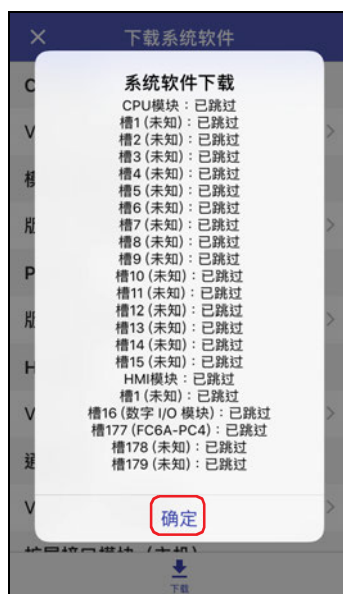 下载系统软件
系统软件下载
CPU模块：已跳过
槽1 (未知)：已跳过
槽2 (未知)：已跳过
槽3 (未知)：已跳过
槽4 (未知)：已跳过
槽5 (未知)：已跳过
槽6 (未知)：已跳过
槽7 (未知)：已跳过
槽8 (未知)：已跳过
槽9 (未知)：已跳过
槽10 (未知)：已跳过
槽11 (未知)：已跳过
槽12 (未知)：已跳过
槽13 (未知)：已跳过
槽14 (未知)：已跳过
槽15 (未知)：已跳过
HMI模块：已跳过
槽1 (未知)：已跳过
槽16 (数字 I/O 模块)：已跳过
槽177 (FC6A-PC4)：已跳过
槽178 (未知)：已跳过
槽179 (未知)：已跳过
确定
下载